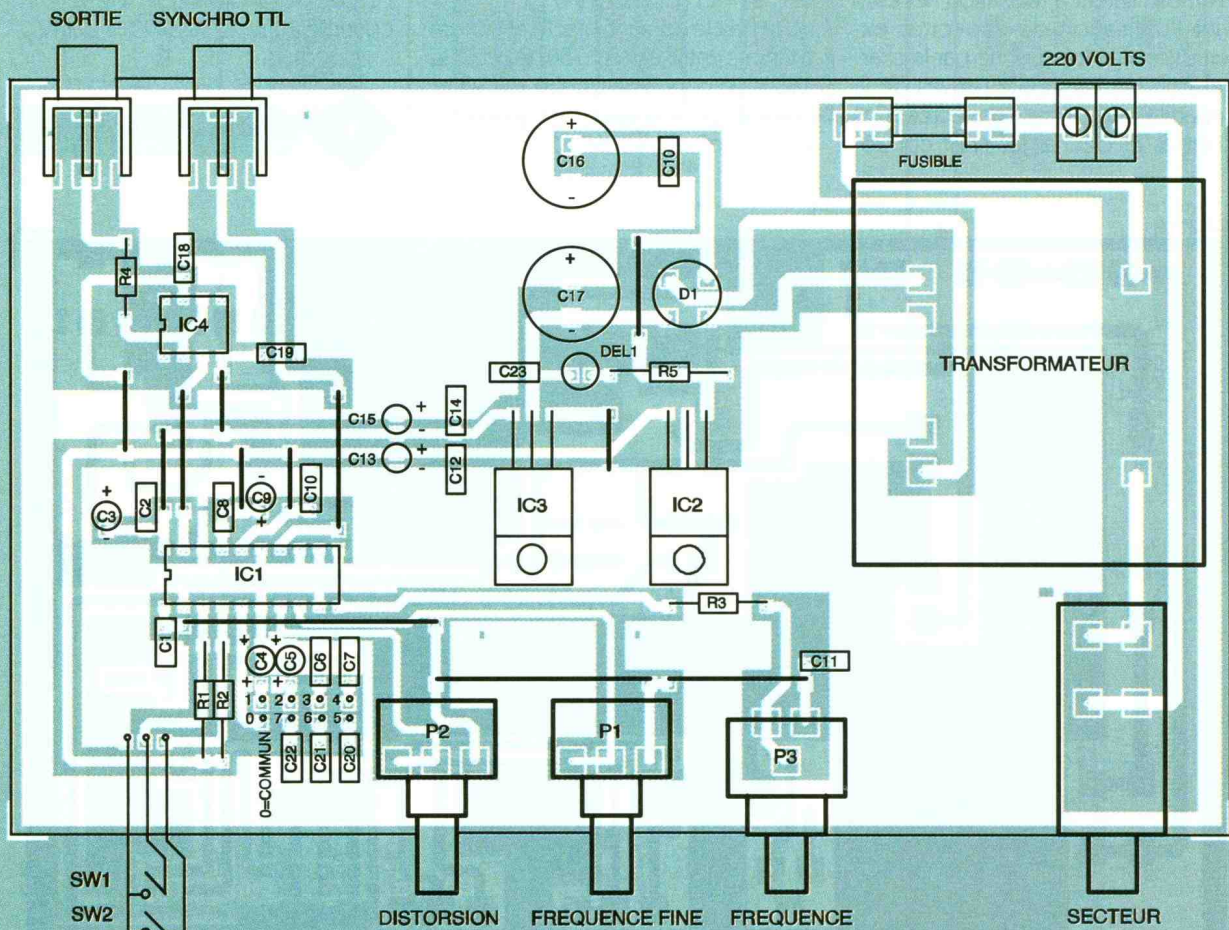 SORTIE SYNCHRO TTL
220 VOLTS
+
C16
-
C10
FUSIBLE
R4
C18
IC4
+
C17
-
D1
TRANSFORMATEUR
C19
C23
DEL1
R5
C15
+
-
C14
C13
+
-
C12
+
C3
-
C2
C8
-
C9
+
C10
IC3
IC2
IC1
R3
C1
R1
R2
+
C4
+
C5
C6
C7
C11
+ +
1 2 3 4
0 7 6 5
0=COMMUN
C22
C21
C20
P2
P1
P3
SW1
SW2
DISTORSION FREQUENCE FINE FREQUENCE SECTEUR